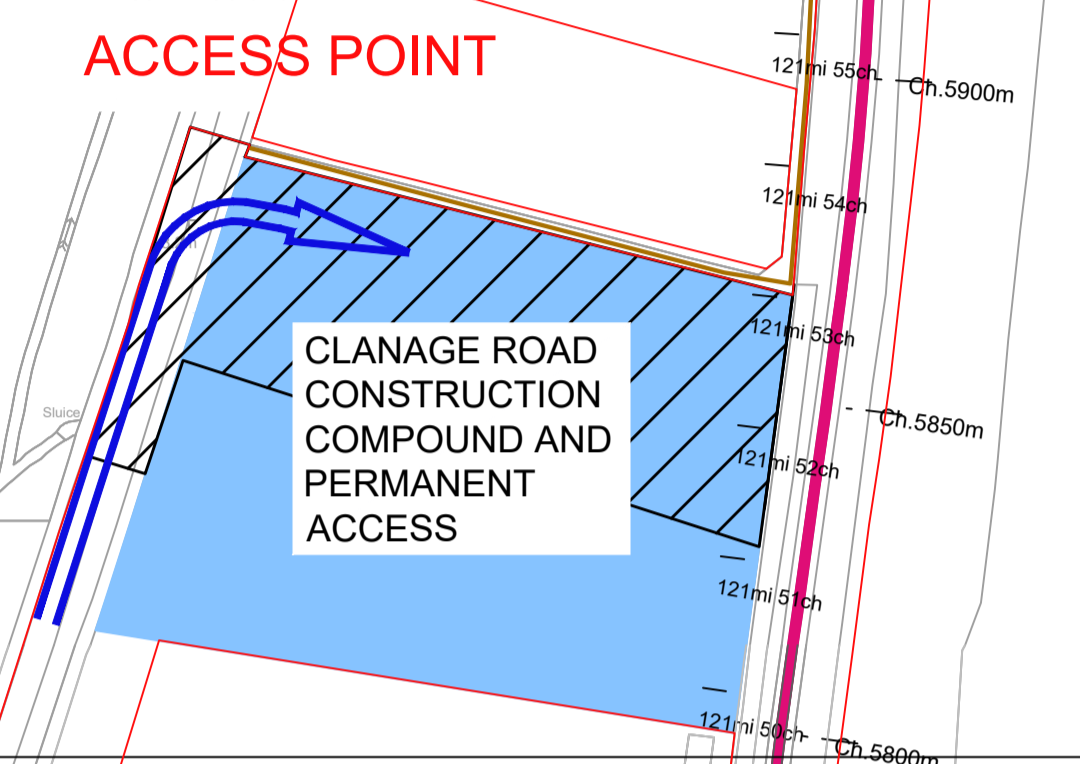 ACCESS POINT
121mi 55ch
Ch.5900m
121mi 54ch
121mi 53ch
CLANAGE ROAD
CONSTRUCTION
COMPOUND AND
PERMANENT
ACCESS
Sluice
Ch.5850m
121mi 52ch
121mi 51ch
121mi 50ch
Ch.5800m